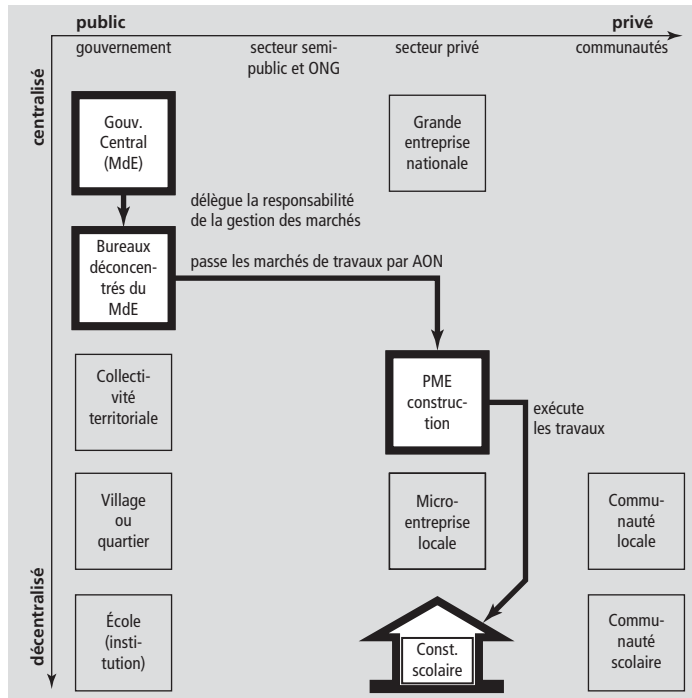 public
privé
gouvernement
secteur semi-
public et ONG
secteur privé
communautés
centralisé
décentralisé
Gouv.
Central
(MdE)
Grande
entreprise
nationale
délègue la responsabilité
de la gestion des marchés
Bureaux
déconcen-
trés du
MdE
passe les marchés de travaux par AON
Collecti-
vité
territoriale
PME
construc-
tion
exécute
les travaux
Village
ou
quartier
Micro-
entreprise
locale
Commu-
nauté
locale
École
(insti-
tution)
Const.
scolaire
Commu-
nauté
scolaire